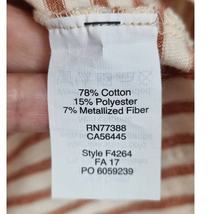 78% Cotton
15% Polyester
7% Metallized Fiber
RN77388
CA56445
Style F4264
FA 17
PO 6059239